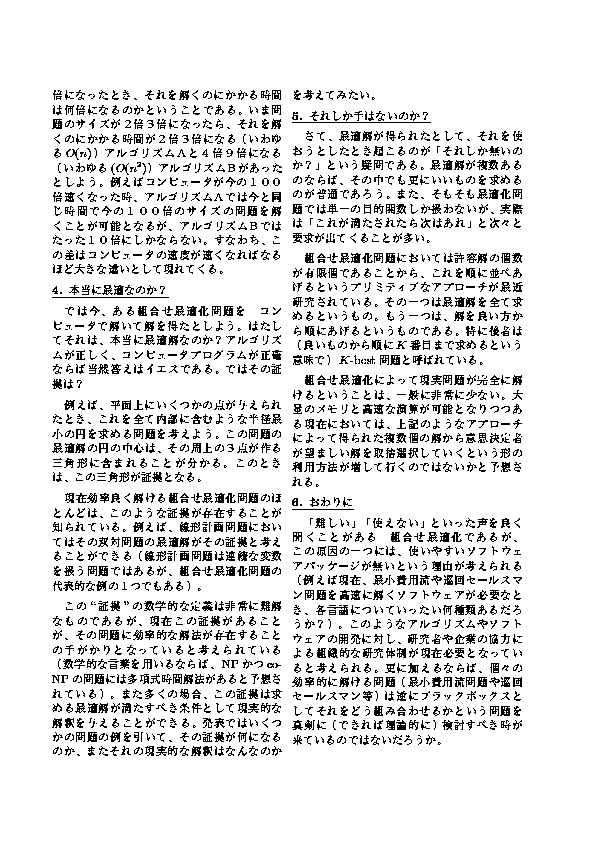 倍になったとき、それを解くのにかかる時間
は何倍になるのかということである。いま問
題のサイズが２倍３倍になったら、それを解
くのにかかる時間が２倍３倍になる（いわゆ
るO(n)）アルゴリズムAと４倍９倍になる
（いわゆる(O(n²)）アルゴリズムBがあった
としよう。例えばコンピュータが今の１００
倍速くなった時、アルゴリズムAでは今と同
じ時間で今の１００倍のサイズの問題を解
くことが可能となるが、アルゴリズムBでは
たった１０倍にしかならない。すなわち、こ
の差はコンピュータの速度が速くなればなる
ほど大きな違いとして現れてくる。
4. 本当に最適なのか？
では今、ある組合せ最適化問題を　コン
ピュータで解いて解を得たとしよう。はたし
てそれは、本当に最適解なのか？アルゴリズ
ムが正しく、コンピュータプログラムが正確
ならば当然答えはイエスである。ではその証
拠は？
例えば、平面上にいくつかの点が与えられ
たとき、これを全て内部に含むような半径最
小の円を求める問題を考えよう。この問題の
最適解の円の中心は、その周上の３点が作る
三角形に含まれることが分かる。このとき
は、この三角形が証拠となる。
現在効率良く解ける組合せ最適化問題のほ
とんどは、このような証拠が存在することが
知られている。例えば、線形計画問題におい
てはその双対問題の最適解がその証拠と考え
ることができる（線形計画問題は連続な変数
を扱う問題ではあるが、組合せ最適化問題の
代表的な例の１つでもある）。
この“証拠”の数学的な定義は非常に難解
なものであるが、現在この証拠があること
が、その問題に効率的な解法が存在すること
の手がかりとなっていると考えられている
（数学的な言葉を用いるならば、NPかつco-
NPの問題には多項式時間解法があると予想さ
れている）。また多くの場合、この証拠は求
める最適解が満たすべき条件として現実的な
解釈を与えることができる。発表ではいくつ
かの問題の例を引いて、その証拠が何になる
のか、またそれの現実的な解釈はなんなのか
を考えてみたい。
5. それしか手はないのか？
さて、最適解が得られたとして、それを使
おうとしたとき起こるのが「それしか無いの
か？」という疑問である。最適解が複数ある
のならば、その中でも更にいいものを求める
のが普通であろう。また、そもそも最適化問
題では単一の目的関数しか扱わないが、実際
は「これが満たされたら次はあれ」と次々と
要求が出てくることが多い。
組合せ最適化問題においては許容解の個数
が有限個であることから、これを順に並べあ
げるというプリミティブなアプローチが最近
研究されている。その一つは最適解を全て求
めるというもの。もう一つは、解を良い方か
ら順にあげるというものである。特に後者は
（良いものから順にK番目まで求めるという
意味で）K-best 問題と呼ばれている。
組合せ最適化によって現実問題が完全に解
けるということは、一般に非常に少ない。大
量のメモリと高速な演算が可能となりつつあ
る現在においては、上記のようなアプローチ
によって得られた複数個の解から意思決定者
が望ましい解を取捨選択していくという形の
利用方法が増して行くのではないかと予想さ
れる。
6. おわりに
「難しい」「使えない」といった声を良く
聞くことがある　組合せ最適化であるが、
この原因の一つには、使いやすいソフトウェ
アパッケージが無いという理由が考えられる
（例えば現在、最小費用流や巡回セールスマ
ン問題を高速に解くソフトウェアが必要なと
き、各言語についていったい何種類あるだろ
うか？）。このようなアルゴリズムやソフト
ウェアの開発に対し、研究者や企業の協力に
よる組織的な研究体制が現在必要となってい
ると考えられる。更に加えるならば、個々の
効率的に解ける問題（最小費用流問題や巡回
セールスマン等）は逆にブラックボックスと
してそれをどう組み合わせるかという問題を
真剣に（できれば理論的に）検討すべき時が
来ているのではないだろうか。